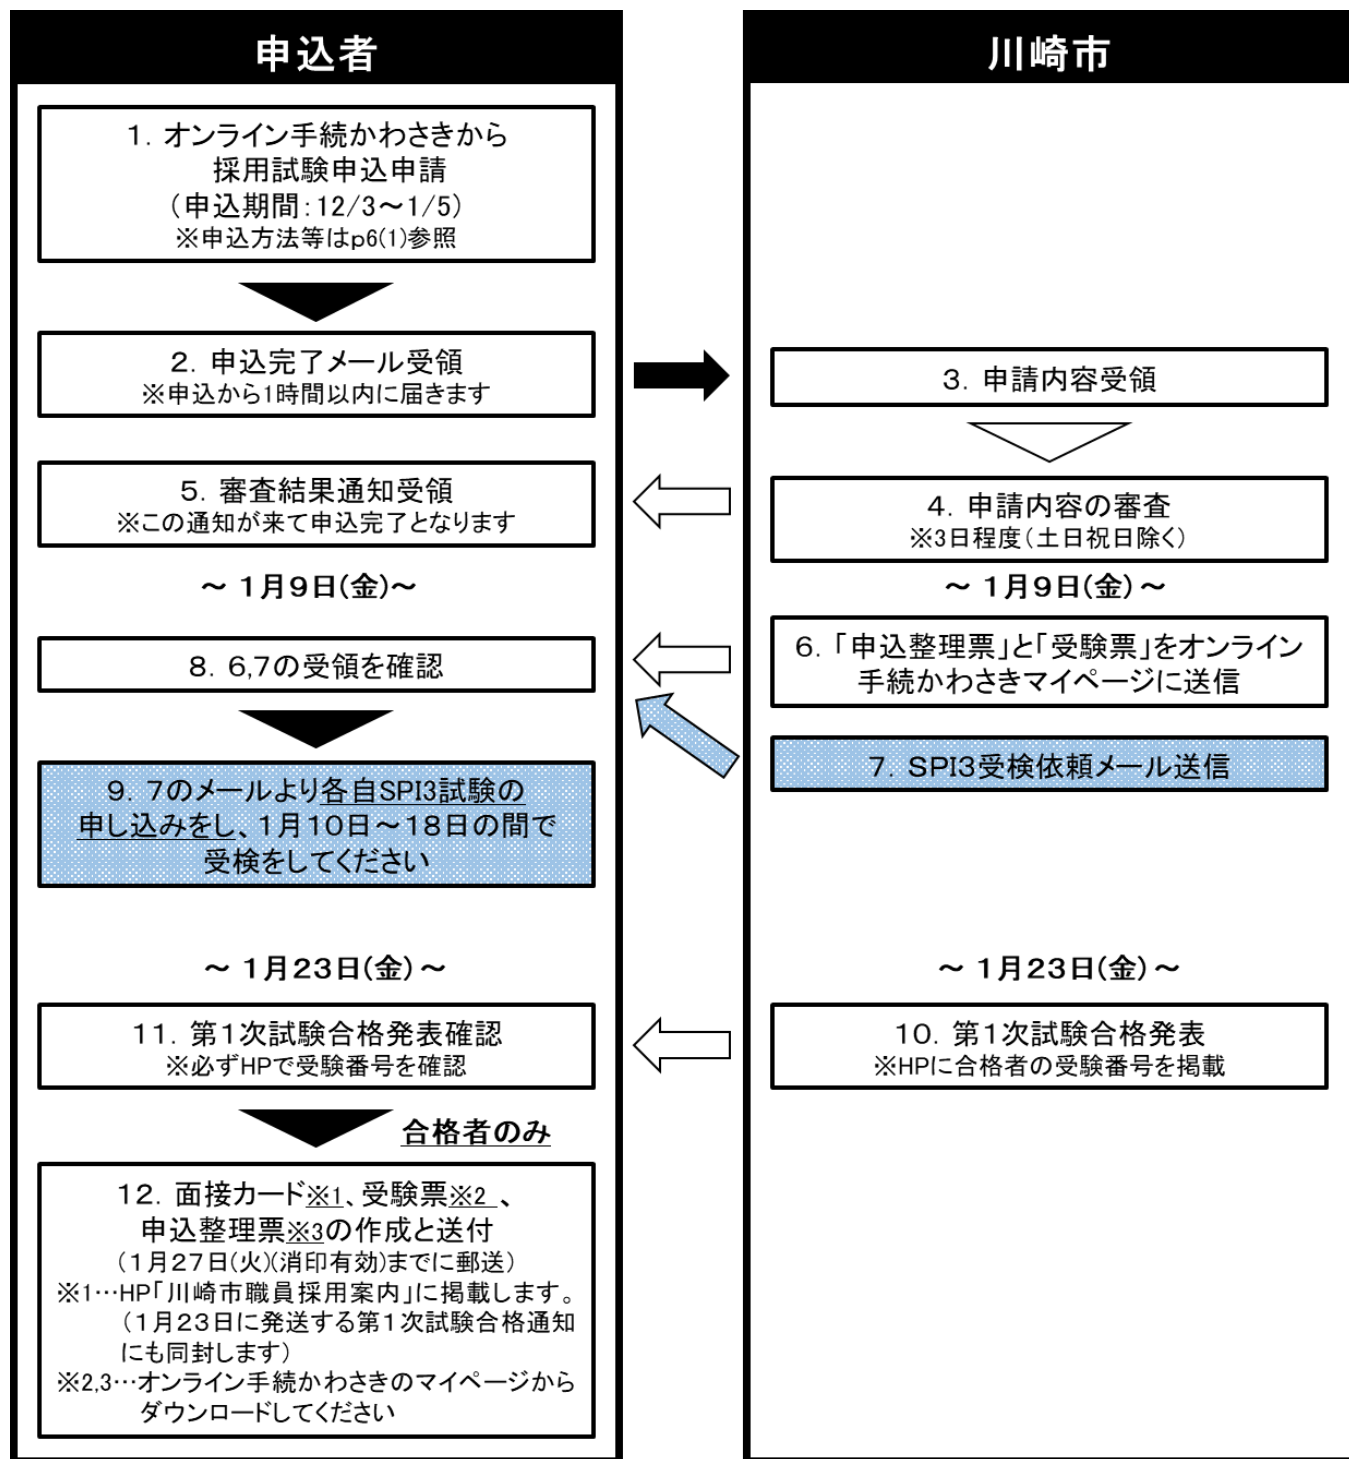 申込者
1．オンライン手続かわさきから
採用試験申込申請
（申込期間：12/3～1/5）
※申込方法等はp6(1)参照
2．申込完了メール受領
※申込から1時間以内に届きます
5．審査結果通知受領
※この通知が来て申込完了となります
～ 1月9日(金)～
8．6,7の受領を確認
9．7のメールより各自SPI3試験の
申し込みをし、1月10日～18日の間で
受検をしてください
～ 1月23日(金)～
11．第1次試験合格発表確認
※必ずHPで受験番号を確認
合格者のみ
12．面接カード※1、受験票※2 、
申込整理票※3の作成と送付
（1月27日(火)(消印有効)までに郵送）
※1…HP「川崎市職員採用案内」に掲載します。
（1月23日に発送する第1次試験合格通知
にも同封します）
※2,3…オンライン手続かわさきのマイページから
ダウンロードしてください
川崎市
3．申請内容受領
4．申請内容の審査
※3日程度（土日祝日除く）
～ 1月9日(金)～
6．「申込整理票」と「受験票」をオンライン
手続かわさきマイページに送信
7．SPI3受検依頼メール送信
～ 1月23日(金)～
10．第1次試験合格発表
※HPに合格者の受験番号を掲載